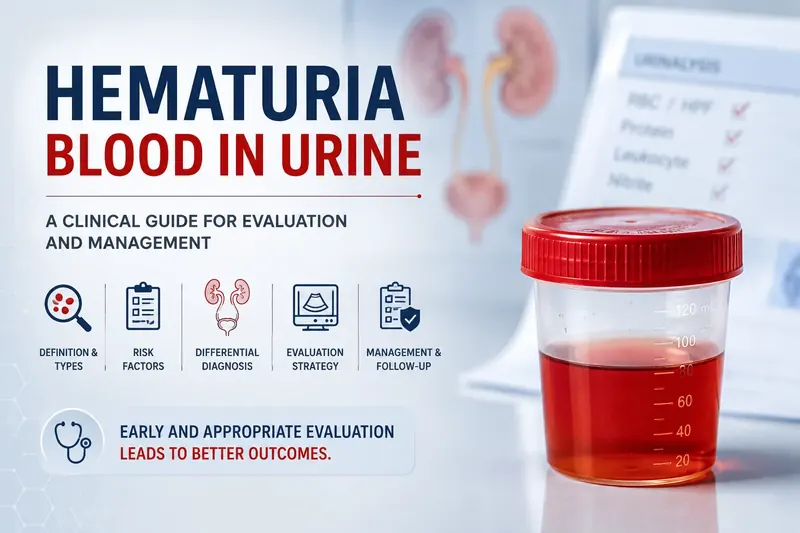 HEMATURIA
BLOOD IN URINE
A CLINICAL GUIDE FOR EVALUATION
AND MANAGEMENT
DEFINITION &
TYPES
RISK
FACTORS
DIFFERENTIAL
DIAGNOSIS
EVALUATION
STRATEGY
MANAGEMENT &
FOLLOW-UP
EARLY AND APPROPRIATE EVALUATION
LEADS TO BETTER OUTCOMES.
URINALYSIS
RBC / HPF
Protein
Leukocyte
Nitrite
120
100
80
60
40
20